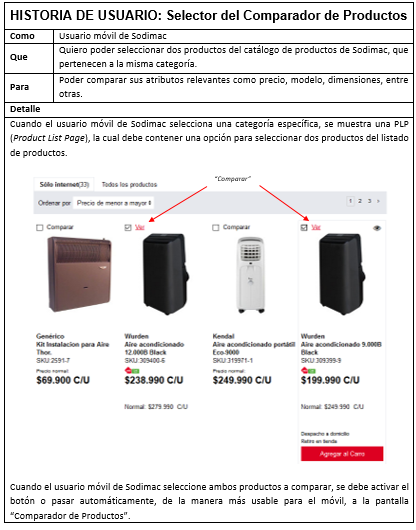 HISTORIA DE USUARIO: Selector del Comparador de Productos
Como Usuario móvil de Sodimac
Que Quiero poder seleccionar dos productos del catálogo de productos de Sodimac, que
pertenecen a la misma categoría.
Para Poder comparar sus atributos relevantes como precio, modelo, dimensiones, entre
otras.
Detalle
Cuando el usuario móvil de Sodimac selecciona una categoría específica, se muestra una PLP
(Product List Page), la cual debe contener una opción para seleccionar dos productos del listado
de productos.
"Comparar"
Sólo internet(33) Todos los productos
Ordenar por Precio de menor a mayor 1 2 3
Comparar Ver Comparar Ver
Genérico Wurden Kendal Wurden
Kit Instalacion para Aire Aire acondicionado Aire acondicionado portátil Aire acondicionado 9.000B
Thor. 12.000B Black Eco-9000 Black
SKU 2591-7 SKU 309400-6 SKU 319971-1 SKU 309399-9
Precio normal: Precio normal:
$69.990 C/U $238.990 C/U $249.990 C/U $199.990 C/U
Normal: $279.990 C/U Normal: $249.990 C/U
Despacho a domicilio
Retiro en tienda
Agregar al Carro
Cuando el usuario móvil de Sodimac seleccione ambos productos a comparar, se debe activar el
botón o pasar automáticamente, de la manera más usable para el móvil, a la pantalla
"Comparador de Productos".